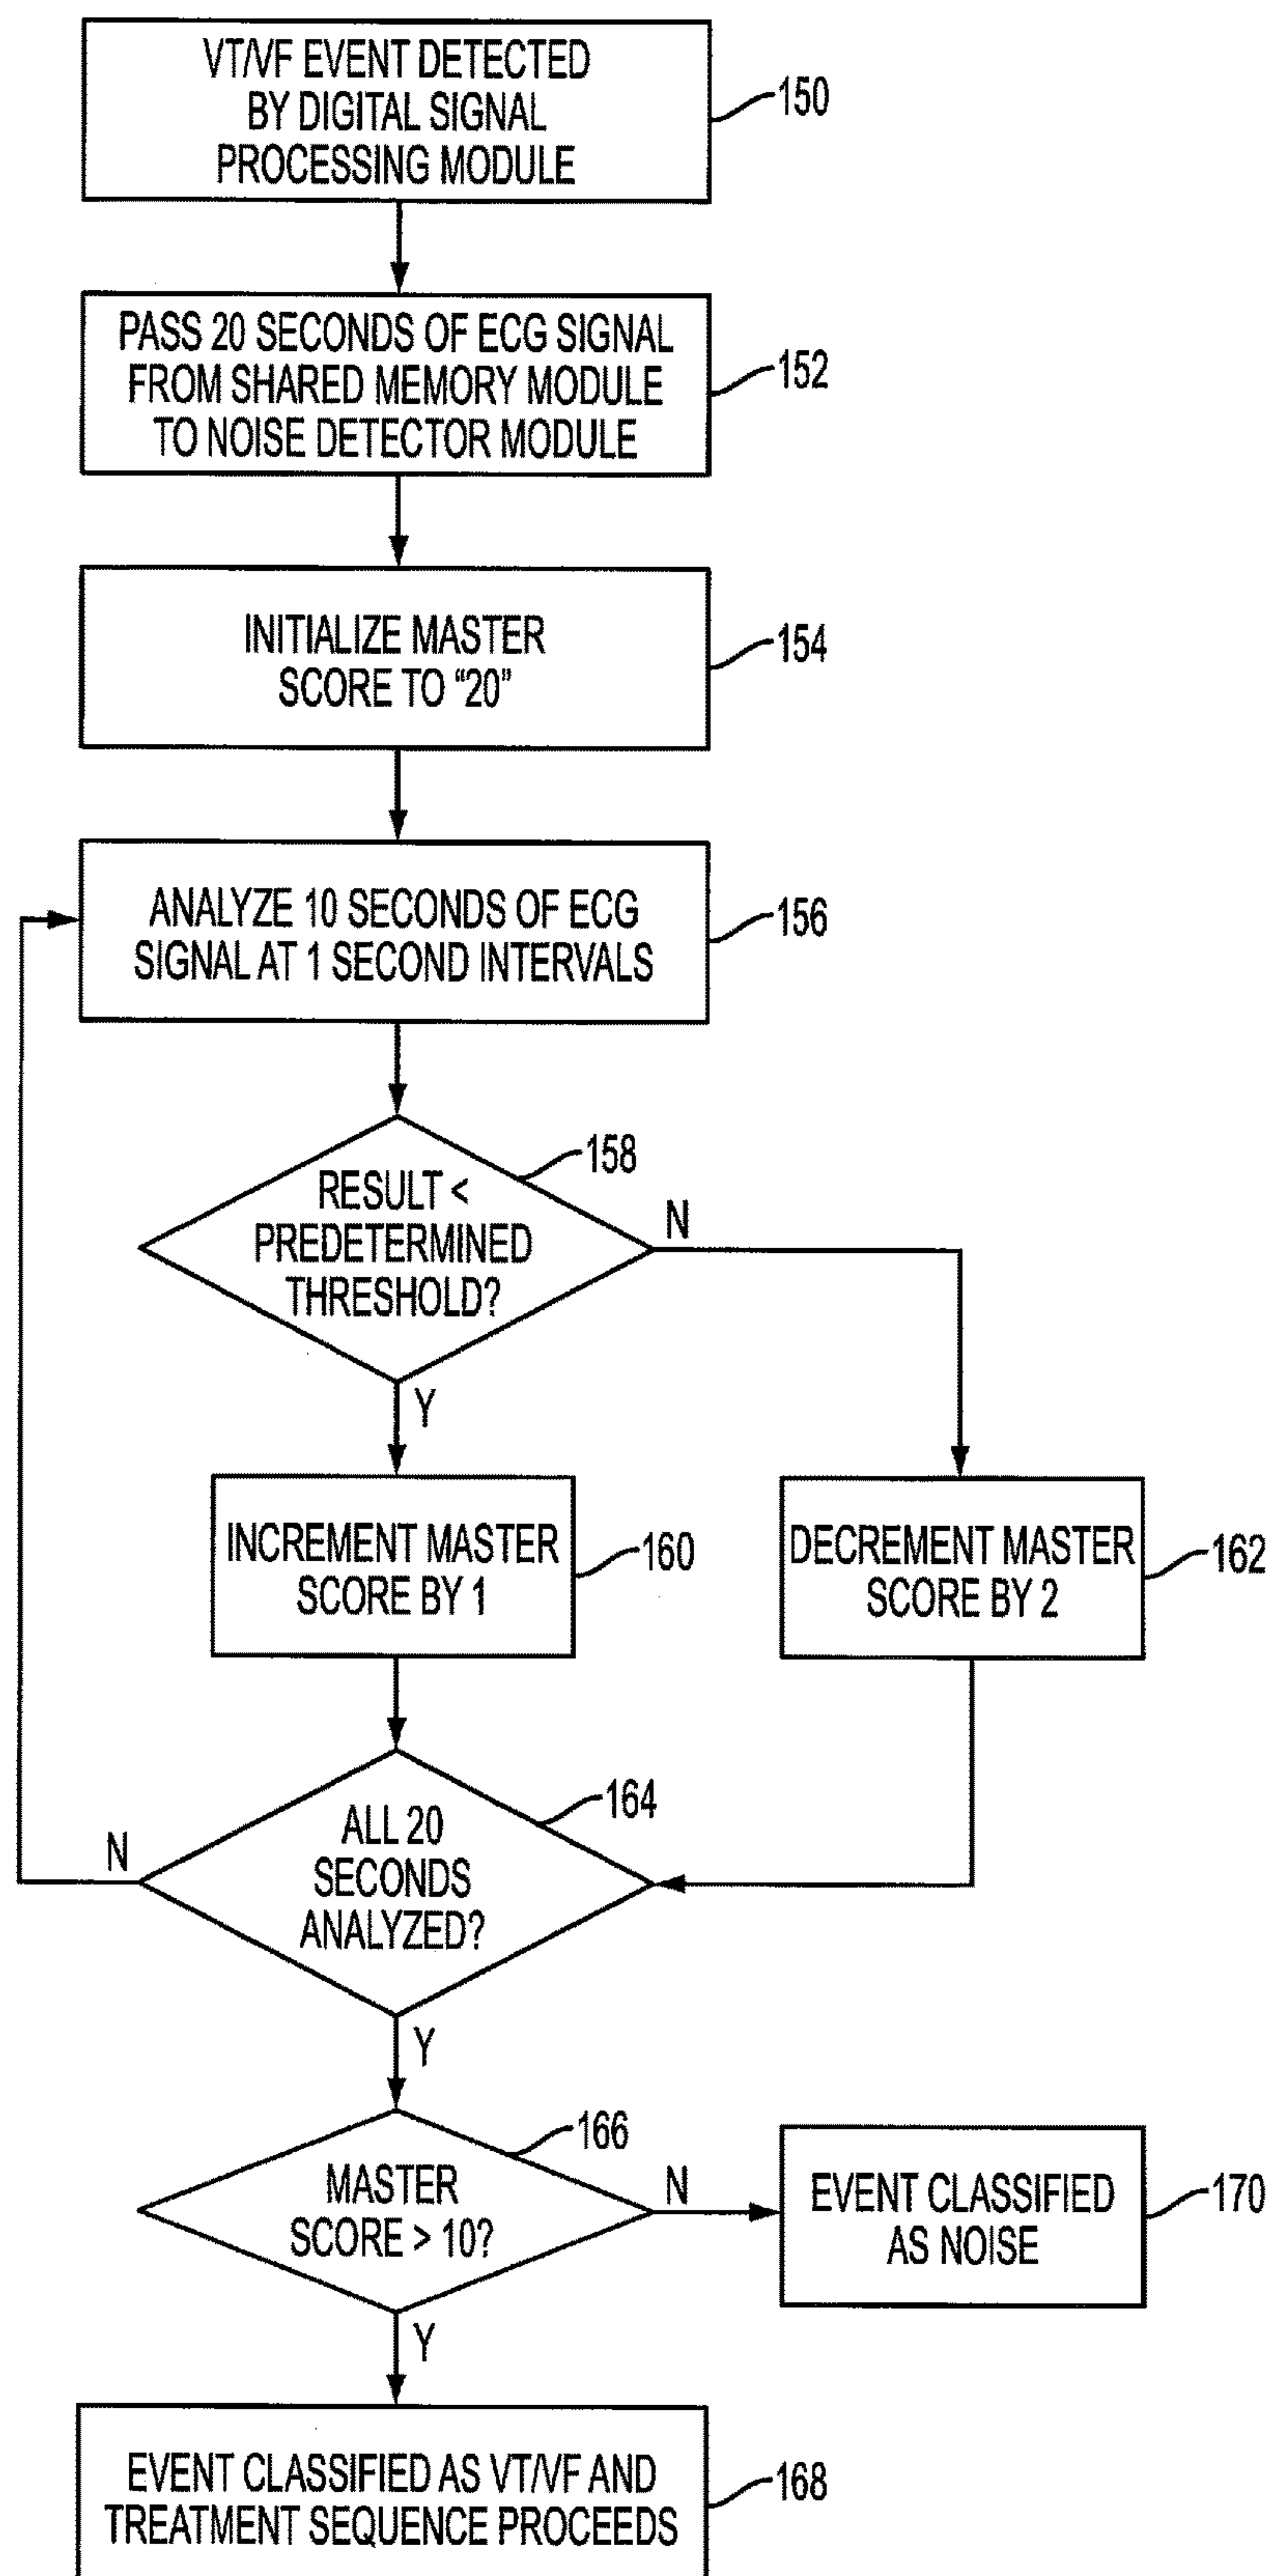 VT/VF EVENT DETECTED
BY DIGITAL SIGNAL
PROCESSING MODULE
150
PASS 20 SECONDS OF ECG SIGNAL
FROM SHARED MEMORY MODULE
TO NOISE DETECTOR MODULE
152
INITIALIZE MASTER
SCORE TO “20”
154
ANALYZE 10 SECONDS OF ECG
SIGNAL AT 1 SECOND INTERVALS
156
RESULT <
PREDETERMINED
THRESHOLD?
158
N
Y
INCREMENT MASTER
SCORE BY 1
160
DECREMENT MASTER
SCORE BY 2
162
ALL 20
SECONDS
ANALYZED?
164
N
Y
MASTER
SCORE > 10?
166
N
Y
EVENT CLASSIFIED
AS NOISE
170
EVENT CLASSIFIED AS VT/VF AND
TREATMENT SEQUENCE PROCEEDS
168